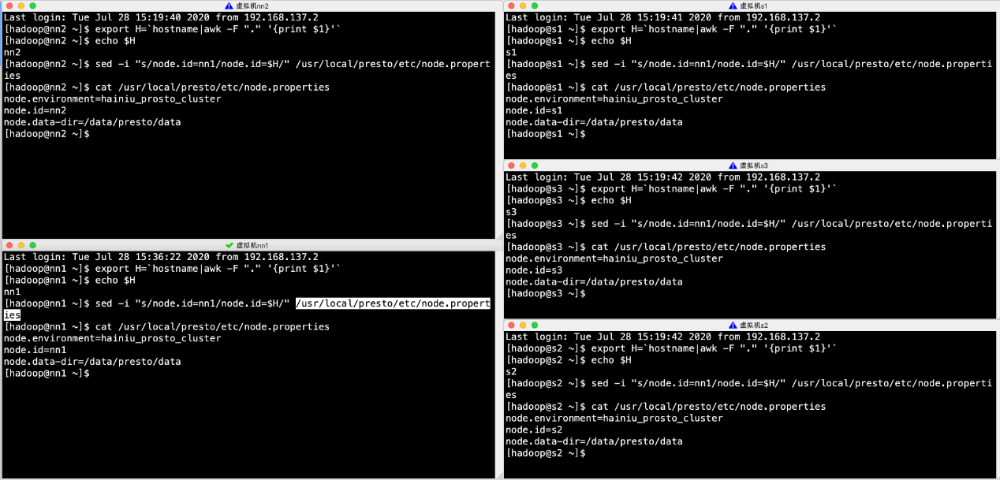 虚拟机nn2
Last login: Tue Jul 28 15:19:40 2020 from 192.168.137.2
[hadoop@nn2 ~]$ export H=`hostname|awk -F "." '{print $1}'`
[hadoop@nn2 ~]$ echo $H
nn2
[hadoop@nn2 ~]$ sed -i "s/node.id=nn1/node.id=$H/" /usr/local/presto/etc/node.propert
ies
[hadoop@nn2 ~]$ cat /usr/local/presto/etc/node.properties
node.environment=hainiu_prosto_cluster
node.id=nn2
node.data-dir=/data/presto/data
[hadoop@nn2 ~]$
虚拟机nn1
Last login: Tue Jul 28 15:36:22 2020 from 192.168.137.2
[hadoop@nn1 ~]$ export H=`hostname|awk -F "." '{print $1}'`
[hadoop@nn1 ~]$ echo $H
nn1
[hadoop@nn1 ~]$ sed -i "s/node.id=nn1/node.id=$H/" /usr/local/presto/etc/node.propert
ies
[hadoop@nn1 ~]$ cat /usr/local/presto/etc/node.properties
node.environment=hainiu_prosto_cluster
node.id=nn1
node.data-dir=/data/presto/data
[hadoop@nn1 ~]$
虚拟机s1
Last login: Tue Jul 28 15:19:41 2020 from 192.168.137.2
[hadoop@s1 ~]$ export H=`hostname|awk -F "." '{print $1}'`
[hadoop@s1 ~]$ echo $H
s1
[hadoop@s1 ~]$ sed -i "s/node.id=nn1/node.id=$H/" /usr/local/presto/etc/node.properti
es
[hadoop@s1 ~]$ cat /usr/local/presto/etc/node.properties
node.environment=hainiu_prosto_cluster
node.id=s1
node.data-dir=/data/presto/data
[hadoop@s1 ~]$
虚拟机s3
Last login: Tue Jul 28 15:19:42 2020 from 192.168.137.2
[hadoop@s3 ~]$ export H=`hostname|awk -F "." '{print $1}'`
[hadoop@s3 ~]$ echo $H
s3
[hadoop@s3 ~]$ sed -i "s/node.id=nn1/node.id=$H/" /usr/local/presto/etc/node.properti
es
[hadoop@s3 ~]$ cat /usr/local/presto/etc/node.properties
node.environment=hainiu_prosto_cluster
node.id=s3
node.data-dir=/data/presto/data
[hadoop@s3 ~]$
虚拟机s2
Last login: Tue Jul 28 15:19:42 2020 from 192.168.137.2
[hadoop@s2 ~]$ export H=`hostname|awk -F "." '{print $1}'`
[hadoop@s2 ~]$ echo $H
s2
[hadoop@s2 ~]$ sed -i "s/node.id=nn1/node.id=$H/" /usr/local/presto/etc/node.properti
es
[hadoop@s2 ~]$ cat /usr/local/presto/etc/node.properties
node.environment=hainiu_prosto_cluster
node.id=s2
node.data-dir=/data/presto/data
[hadoop@s2 ~]$